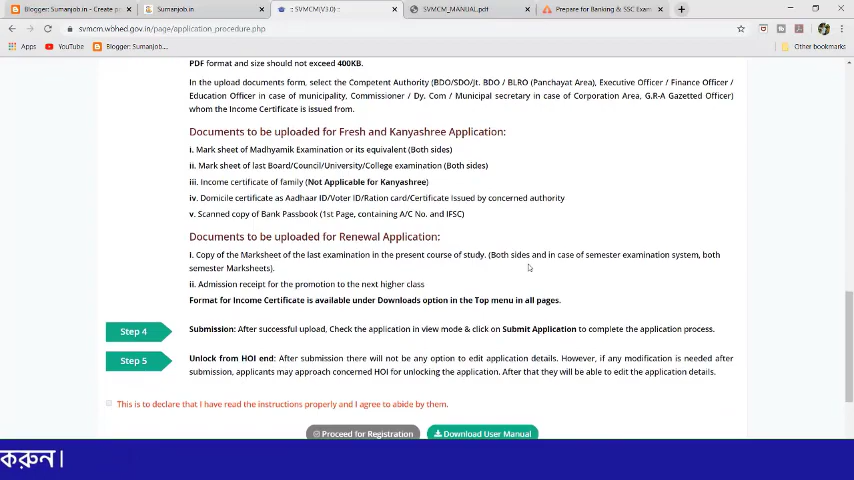 Blogger: Sumanjob.in - Create p
Sumanjob.in
:: SVMCM(V3.0) ::
SVMCM_MANUAL.pdf
Prepare for Banking & SSC Exam
svmcm.wbhed.gov.in/page/application_procedure.php
Apps
YouTube
Blogger: Sumanjob....
Other bookmarks
PDF format and size should not exceed 400KB.
In the upload documents form, select the Competent Authority (BDO/SDO/Jt. BDO / BLRO (Panchayat Area), Executive Officer / Finance Officer /
Education Officer in case of municipality, Commissioner / Dy. Com / Municipal secretary in case of Corporation Area, G.R-A Gazetted Officer)
whom the Income Certificate is issued from.
Documents to be uploaded for Fresh and Kanyashree Application:
i. Mark sheet of Madhyamik Examination or its equivalent (Both sides)
ii. Mark sheet of last Board/Council/University/College examination (Both sides)
iii. Income certificate of family (Not Applicable for Kanyashree)
iv. Domicile certificate as Aadhaar ID/Voter ID/Ration card/Certificate Issued by concerned authority
v. Scanned copy of Bank Passbook (1st Page, containing A/C No. and IFSC)
Documents to be uploaded for Renewal Application:
i. Copy of the Marksheet of the last examination in the present course of study. (Both sides and in case of semester examination system, both
semester Marksheets).
ii. Admission receipt for the promotion to the next higher class
Format for Income Certificate is available under Downloads option in the Top menu in all pages.
Step 4
Submission: After successful upload, Check the application in view mode & click on Submit Application to complete the application process.
Step 5
Unlock from HOI end: After submission there will not be any option to edit application details. However, if any modification is needed after
submission, applicants may approach concerned HOI for unlocking the application. After that they will be able to edit the application details.
This is to declare that I have read the instructions properly and I agree to abide by them.
Proceed for Registration
Download User Manual
করুন।